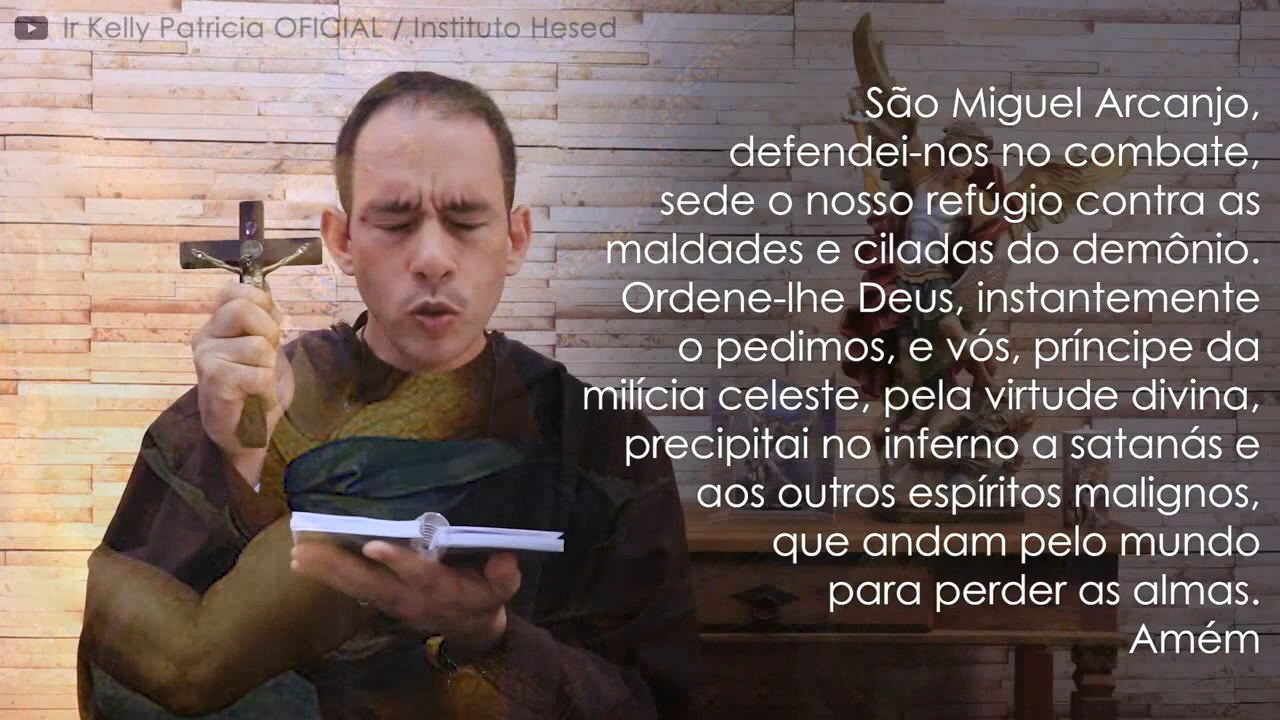 Ir Kelly Patricia OFICIAL / Instituto Hesed
São Miguel Arcanjo,
defendei-nos no combate,
sede o nosso refúgio contra as
maldades e ciladas do demônio.
Ordene-lhe Deus, instantemente
o pedimos, e vós, príncipe da
milícia celeste, pela virtude divina,
precipitai no inferno a satanás e
aos outros espíritos malignos,
que andam pelo mundo
para perder as almas.
Amém